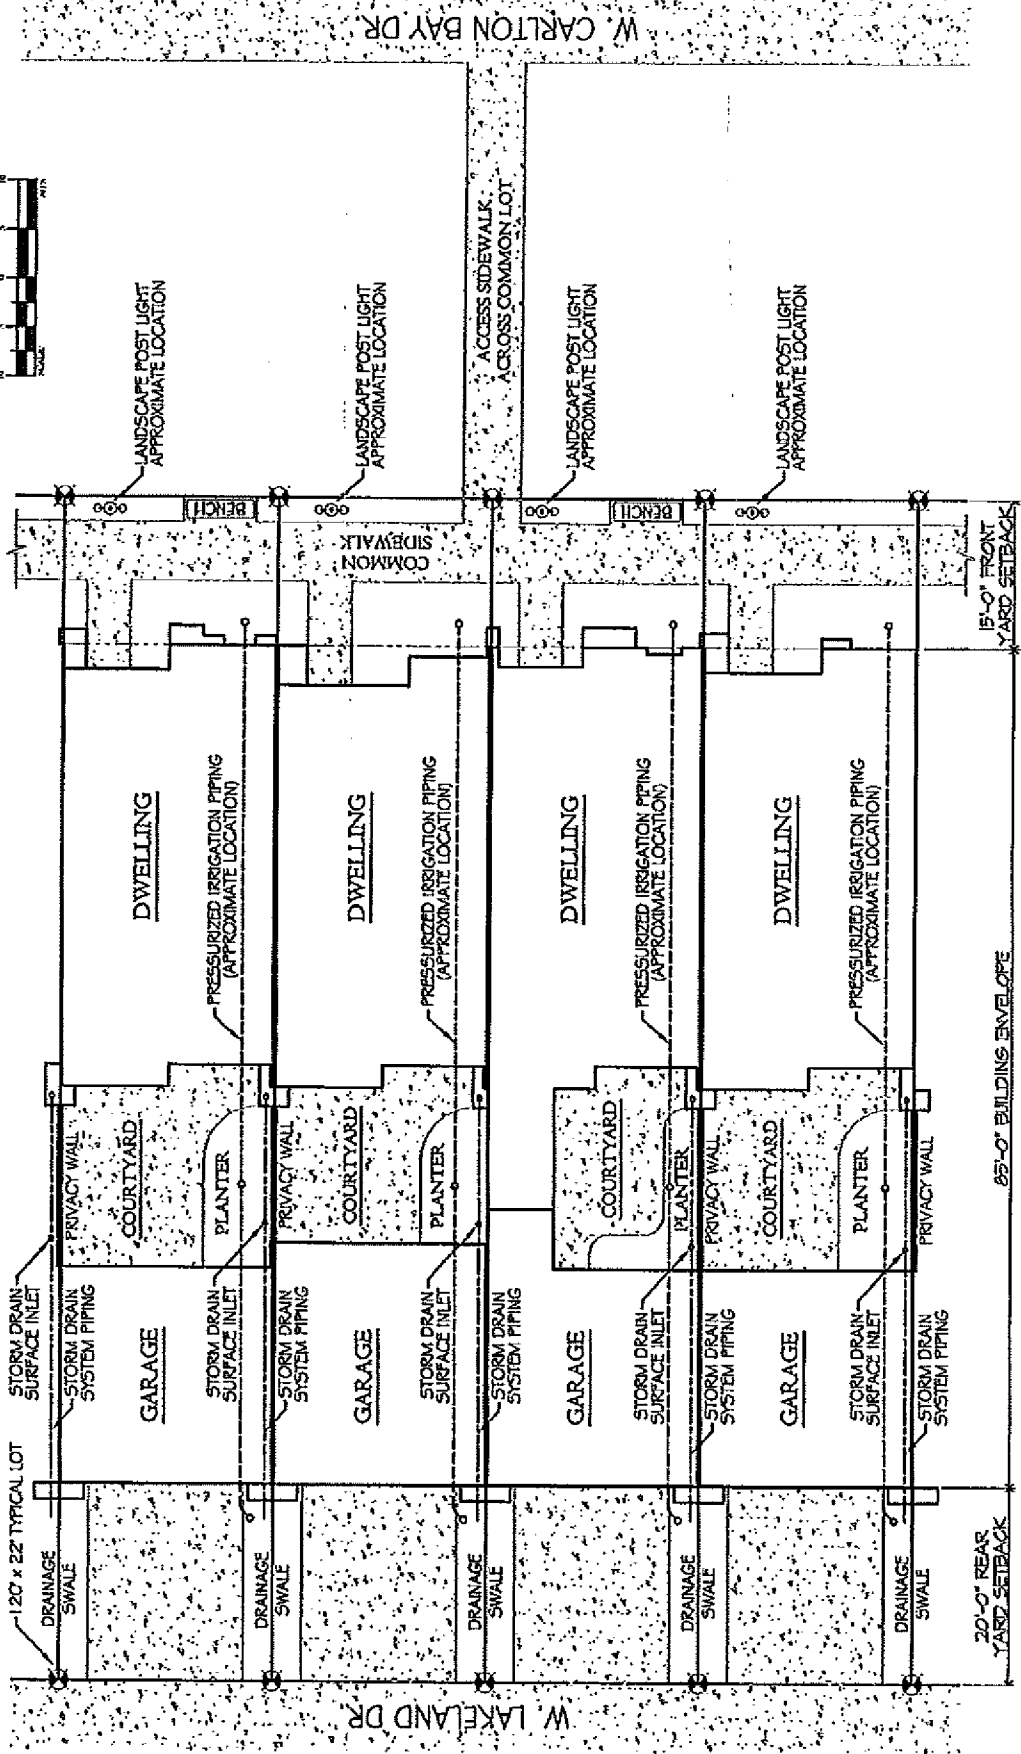 W. CARLTON BAY DR.
SCALE
NTS
LANDSCAPE POST LIGHT
APPROXIMATE LOCATION
LANDSCAPE POST LIGHT
APPROXIMATE LOCATION
ACCESS SIDEWALK
ACROSS COMMON LOT
LANDSCAPE POST LIGHT
APPROXIMATE LOCATION
LANDSCAPE POST LIGHT
APPROXIMATE LOCATION
BENCH
BENCH
COMMON
SIDEWALK
15'-0" FRONT
YARD SETBACK
DWELLING
PRESSURIZED IRRIGATION PIPING
(APPROXIMATE LOCATION)
DWELLING
PRESSURIZED IRRIGATION PIPING
(APPROXIMATE LOCATION)
DWELLING
PRESSURIZED IRRIGATION PIPING
(APPROXIMATE LOCATION)
DWELLING
PRESSURIZED IRRIGATION PIPING
(APPROXIMATE LOCATION)
85'-0" BUILDING ENVELOPE
PRIVACY WALL
COURTYARD
PLANTER
PRIVACY WALL
COURTYARD
PLANTER
COURTYARD
PLANTER
PRIVACY WALL
COURTYARD
PLANTER
PRIVACY WALL
STORM DRAIN
SURFACE INLET
STORM DRAIN
SYSTEM PIPING
GARAGE
STORM DRAIN
SURFACE INLET
STORM DRAIN
SYSTEM PIPING
GARAGE
STORM DRAIN
SURFACE INLET
STORM DRAIN
SYSTEM PIPING
GARAGE
STORM DRAIN
SURFACE INLET
STORM DRAIN
SYSTEM PIPING
GARAGE
STORM DRAIN
SURFACE INLET
STORM DRAIN
SYSTEM PIPING
120' x 22' TYPICAL LOT
DRAINAGE
SWALE
DRAINAGE
SWALE
DRAINAGE
SWALE
DRAINAGE
SWALE
DRAINAGE
SWALE
20'-0" REAR
YARD SETBACK
W. LAKELAND DR.